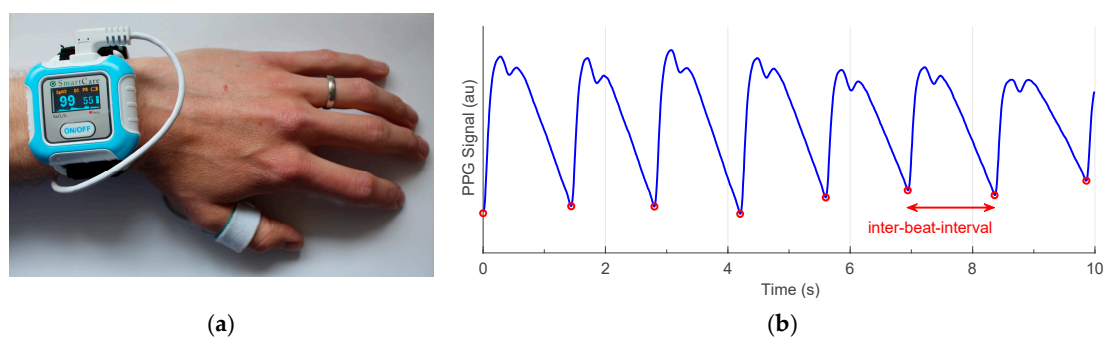 SmartCare
SpO2
PR
99
55
ON/OFF
PPG Signal (au)
inter-beat-interval
0
2
4
6
8
10
Time (s)
(a)
(b)